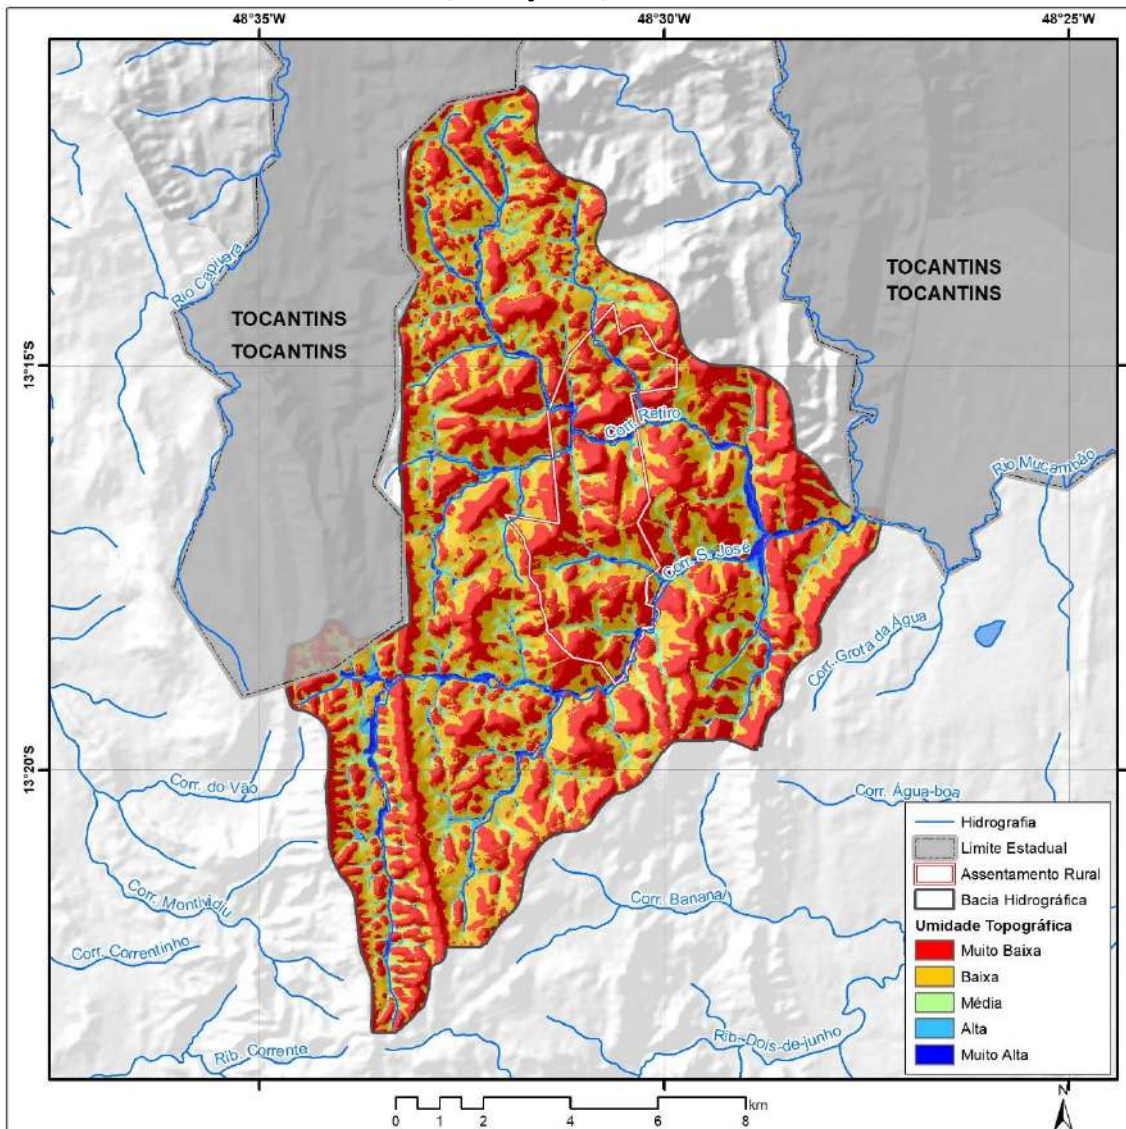 48°35'W
48°30'W
48°25'W
13°15'S
13°20'S
Rio Capivara
TOCANTINS
TOCANTINS
TOCANTINS
TOCANTINS
Corr. Retiro
Rio Mucambão
Corr. S. José
Corr. Grota da Água
Corr. do Vão
Corr. Água-boa
Corr. Montividiu
Corr. Banana
Corr. Correntinho
Rib. Corrente
Rib. Dois-de-junho
Hidrografia
Limite Estadual
Assentamento Rural
Bacia Hidrográfica
Umidade Topográfica
Muito Baixa
Baixa
Média
Alta
Muito Alta
km
0 1 2 4 6 8
N